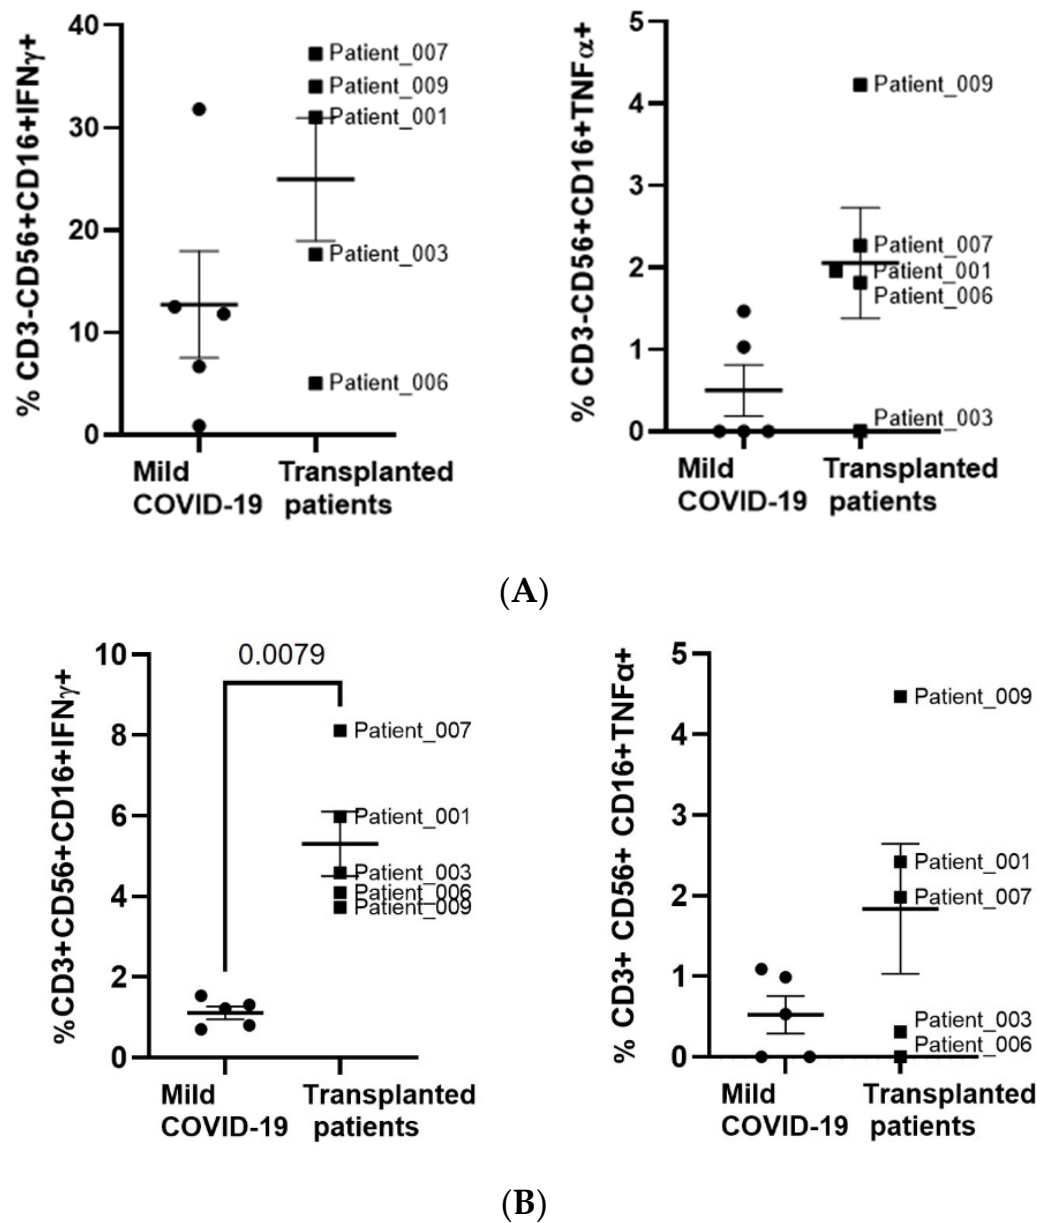 % CD3-CD56+CD16+IFNγ+
40
30
20
10
0
Patient_007
Patient_009
Patient_001
Patient_003
Patient_006
Mild
COVID-19
Transplanted
patients
% CD3-CD56+CD16+TNFα+
5
4
3
2
1
0
Patient_009
Patient_007
Patient_001
Patient_006
Patient_003
Mild
COVID-19
Transplanted
patients
(A)
%CD3+CD56+CD16+IFNγ+
10
8
6
4
2
0
0.0079
Patient_007
Patient_001
Patient_003
Patient_006
Patient_009
Mild
COVID-19
Transplanted
patients
% CD3+ CD56+ CD16+TNFα+
5
4
3
2
1
0
Patient_009
Patient_001
Patient_007
Patient_003
Patient_006
Mild
COVID-19
Transplanted
patients
(B)